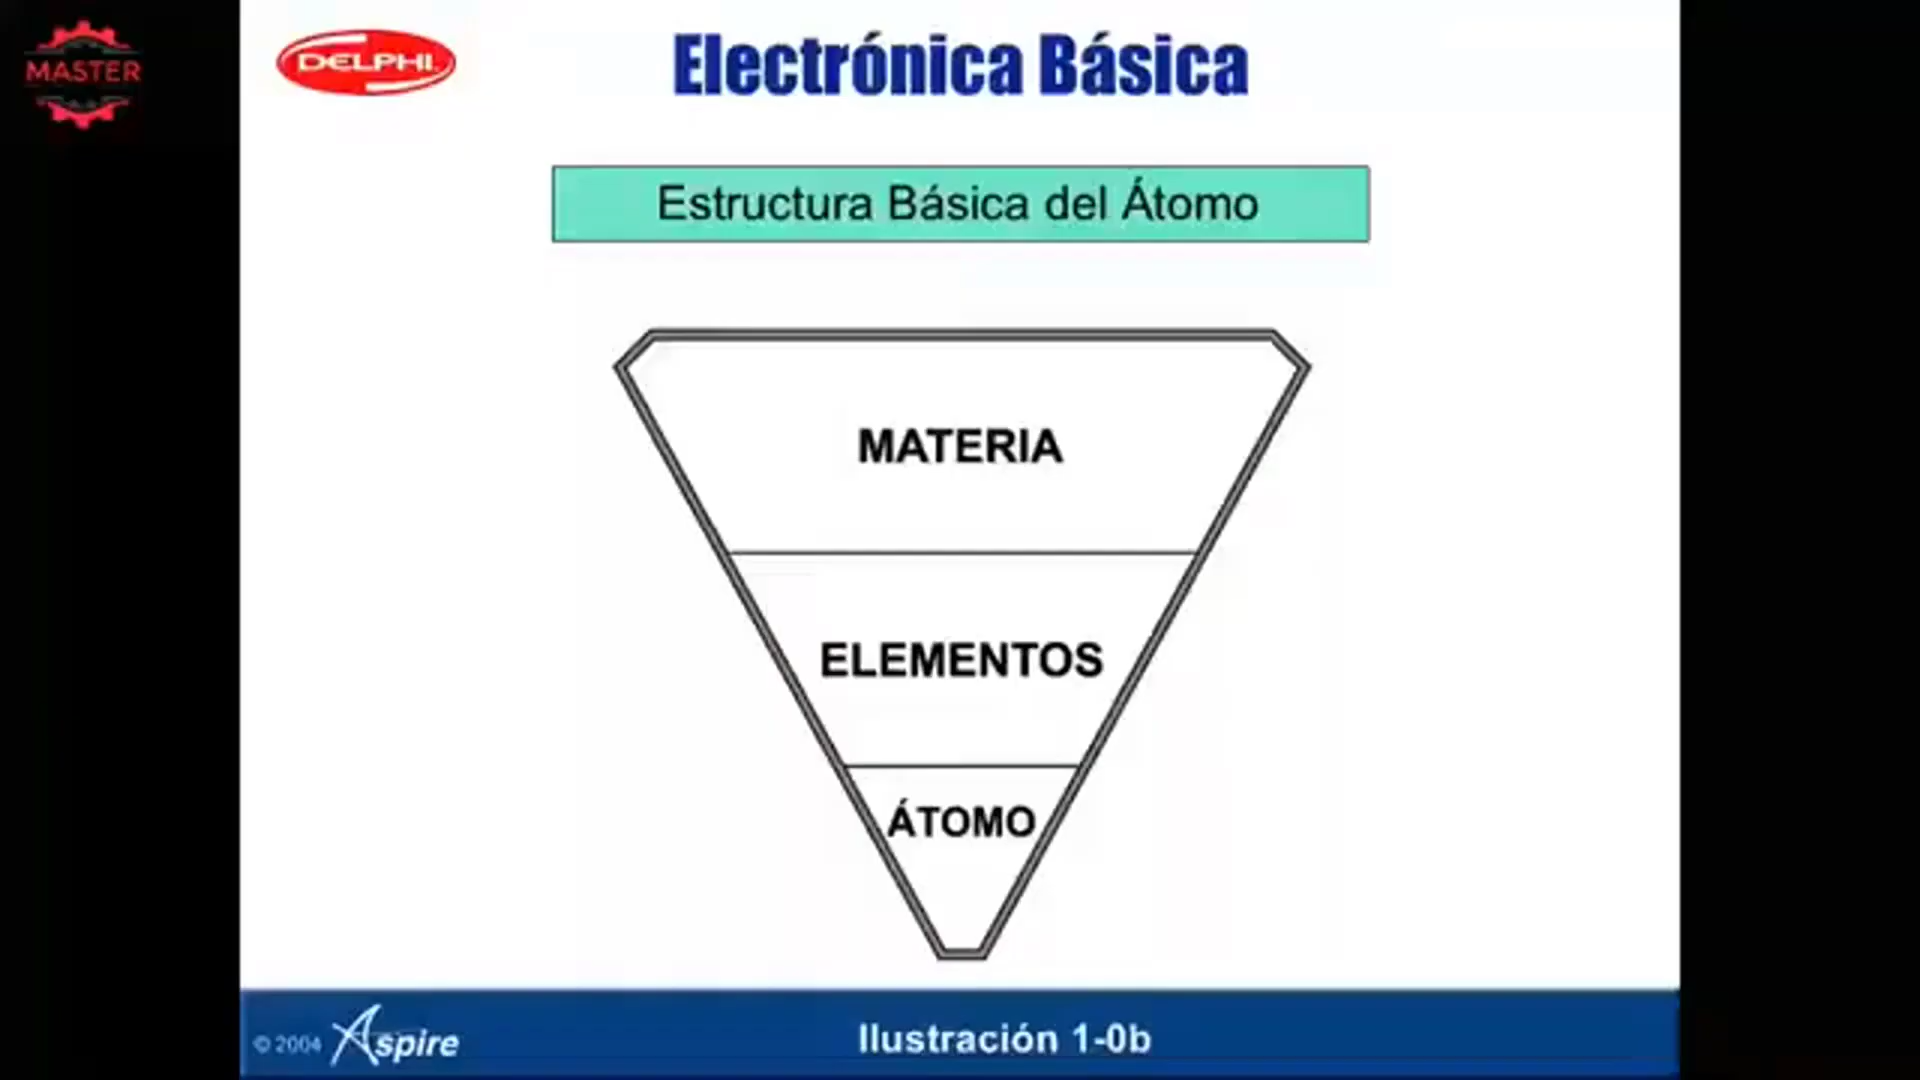 MASTER
DELPHI
Electrónica Básica
Estructura Básica del Átomo
MATERIA
ELEMENTOS
ÁTOMO
© 2004 Aspire
Ilustración 1-0b